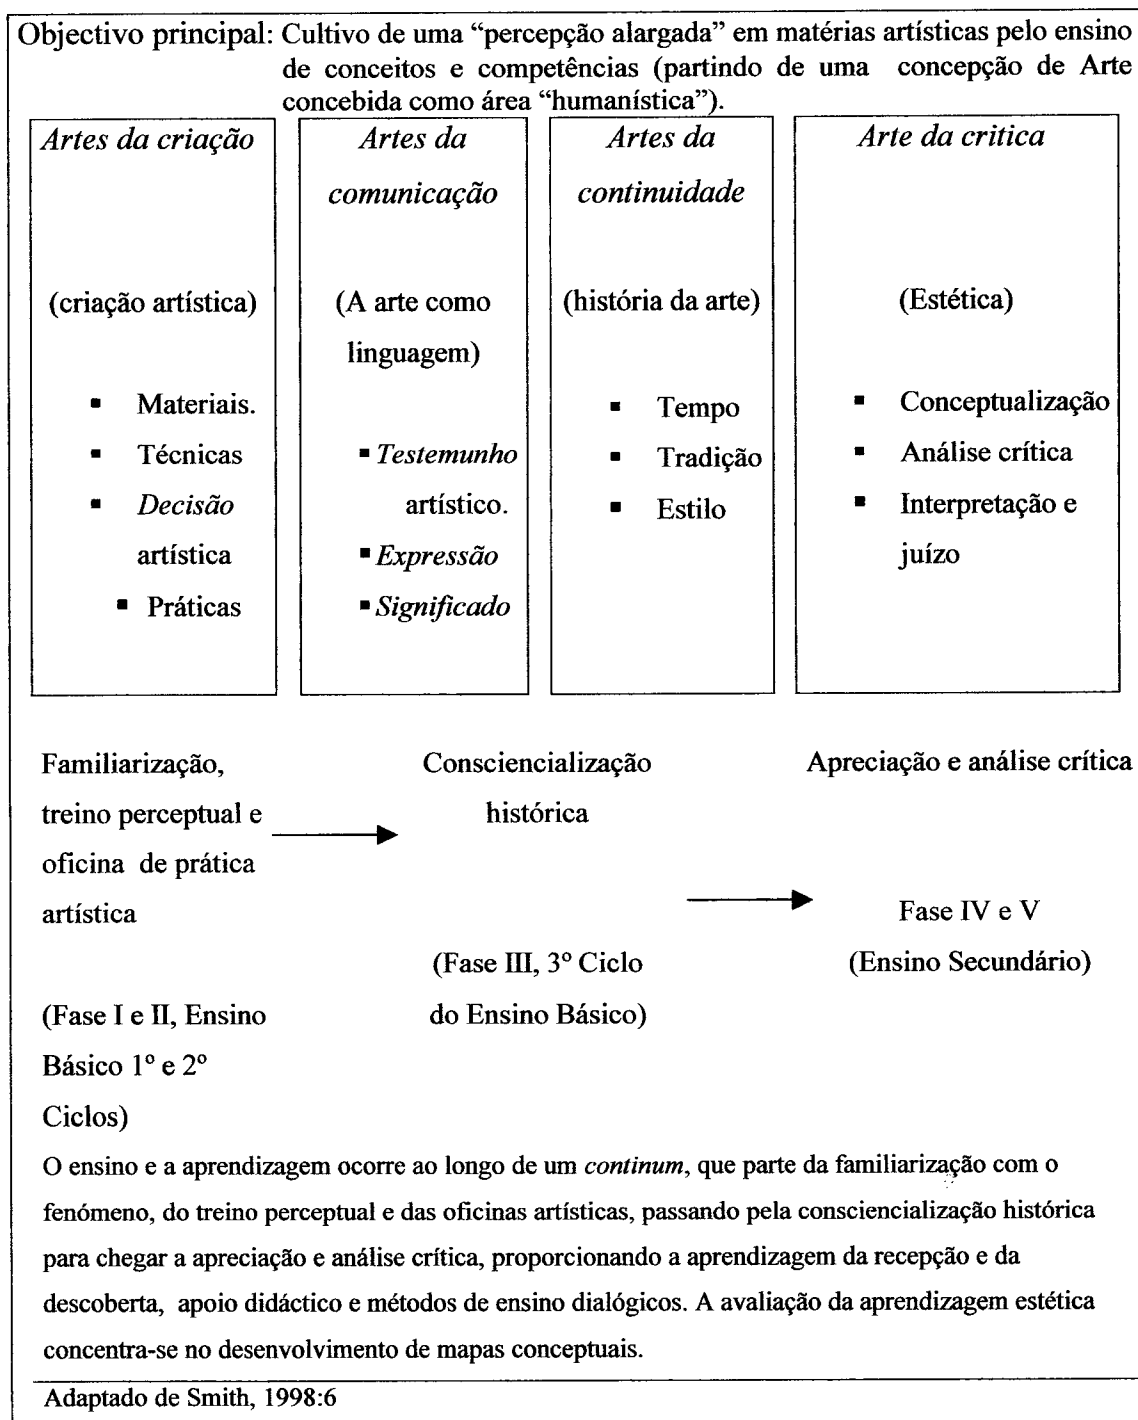 Objectivo principal: Cultivo de uma “percepção alargada” em matérias artísticas pelo ensino
de conceitos e competências (partindo de uma concepção de Arte
concebida como área “humanística”).
Artes da criação
(criação artística)
▪ Materiais.
▪ Técnicas
▪ Decisão
artística
▪ Práticas
Artes da
comunicação
(A arte como
linguagem)
▪ Testemunho
artístico.
▪ Expressão
▪ Significado
Artes da
continuidade
(história da arte)
▪ Tempo
▪ Tradição
▪ Estilo
Arte da critica
(Estética)
▪ Conceptualização
▪ Análise crítica
▪ Interpretação e
juízo
Familiarização,
treino perceptual e
oficina de prática
artística
(Fase I e II, Ensino
Básico 1º e 2º
Ciclos)
Consciencialização
histórica
(Fase III, 3º Ciclo
do Ensino Básico)
Apreciação e análise crítica
Fase IV e V
(Ensino Secundário)
O ensino e a aprendizagem ocorre ao longo de um continum, que parte da familiarização com o
fenómeno, do treino perceptual e das oficinas artísticas, passando pela consciencialização histórica
para chegar a apreciação e análise crítica, proporcionando a aprendizagem da recepção e da
descoberta, apoio didáctico e métodos de ensino dialógicos. A avaliação da aprendizagem estética
concentra-se no desenvolvimento de mapas conceptuais.
Adaptado de Smith, 1998:6